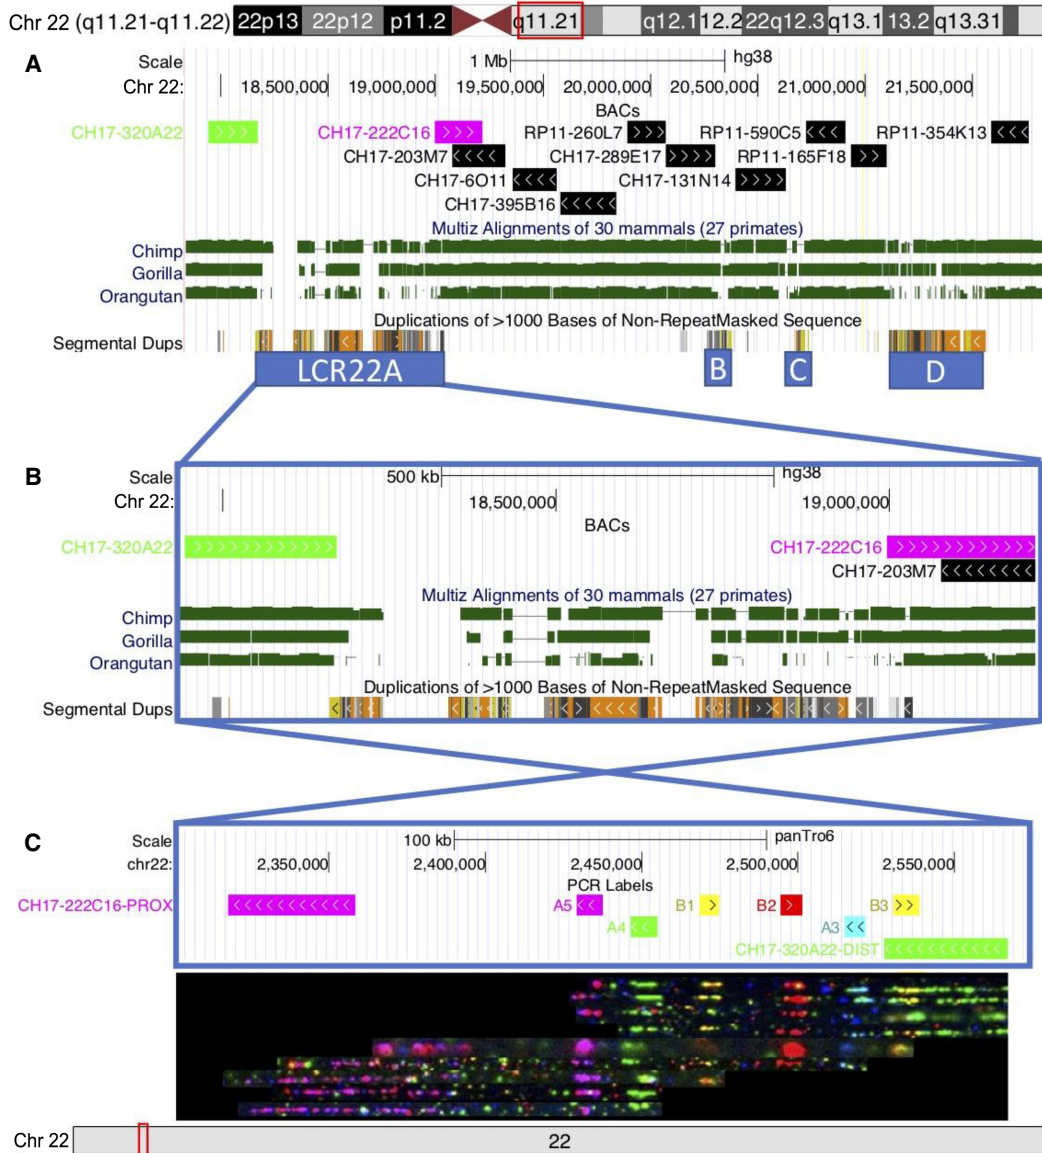 Chr 22 (q11.21-q11.22) 22p13 22p12 p11.2 q11.21 q12.1 12.2 22q12.3 q13.1 13.2 q13.31
A
Scale 1 Mb hg38
Chr 22: 18,500,000 19,000,000 19,500,000 20,000,000 20,500,000 21,000,000 21,500,000
BACs
CH17-320A22 CH17-222C16 RP11-260L7 RP11-590C5 RP11-354K13
CH17-203M7 CH17-289E17 RP11-165F18
CH17-6O11 CH17-131N14
CH17-395B16
Multiz Alignments of 30 mammals (27 primates)
Chimp
Gorilla
Orangutan
Duplications of >1000 Bases of Non-RepeatMasked Sequence
Segmental Dups
LCR22A B C D
B
Scale 500 kb hg38
Chr 22: 18,500,000 19,000,000
BACs
CH17-320A22 CH17-222C16
CH17-203M7
Multiz Alignments of 30 mammals (27 primates)
Chimp
Gorilla
Orangutan
Duplications of >1000 Bases of Non-RepeatMasked Sequence
Segmental Dups
C
Scale 100 kb panTro6
chr22: 2,350,000 2,400,000 2,450,000 2,500,000 2,550,000
PCR Labels
CH17-222C16-PROX A5 B1 B2 B3
A4 A3
CH17-320A22-DIST
Chr 22 22